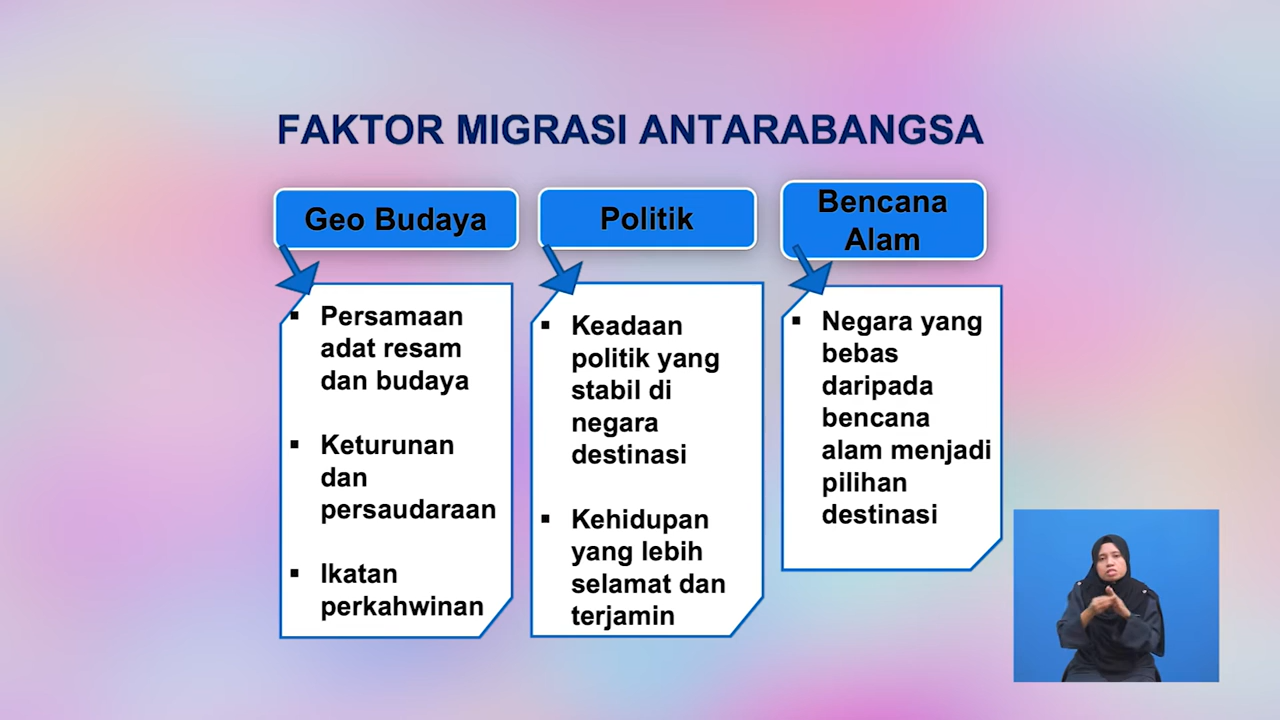 FAKTOR MIGRASI ANTARABANGSA
Geo Budaya
▪ Persamaan
adat resam
dan budaya
▪ Keturunan
dan
persaudaraan
▪ Ikatan
perkahwinan
Politik
▪ Keadaan
politik yang
stabil di
negara
destinasi
▪ Kehidupan
yang lebih
selamat dan
terjamin
Bencana
Alam
▪ Negara yang
bebas
daripada
bencana
alam menjadi
pilihan
destinasi